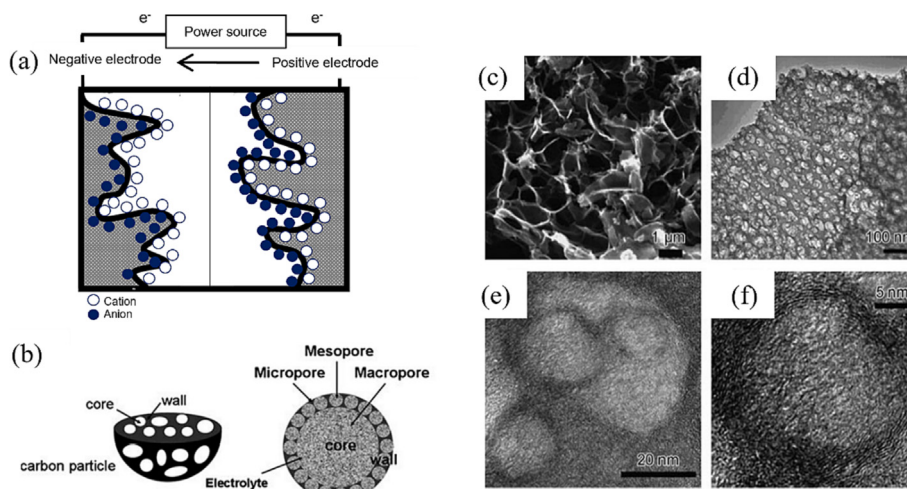 e-
Power source
e-
(a)
Negative electrode
Positive electrode
Cation
Anion
(b)
core
wall
carbon particle
Mesopore
Micropore
Macropore
core
wall
Electrolyte
(c)
1 µm
(d)
100 nm
(e)
20 nm
(f)
5 nm